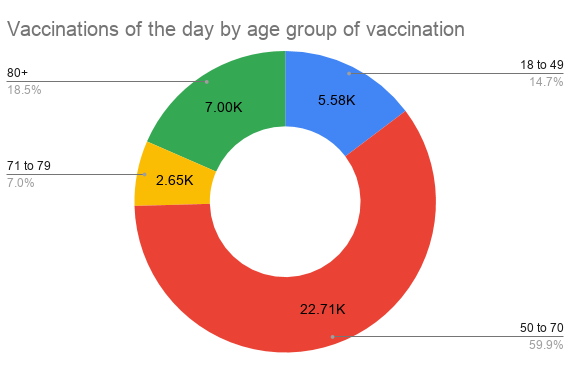 Vaccinations of the day by age group of vaccination
80+
18.5%
18 to 49
14.7%
7.00K
5.58K
71 to 79
7.0%
2.65K
22.71K
50 to 70
59.9%